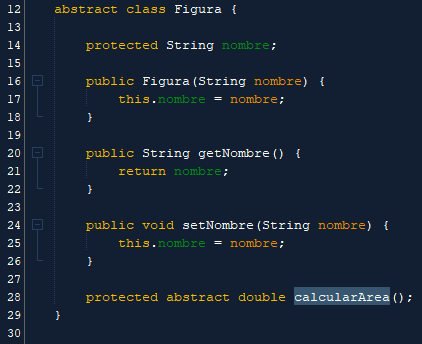 12 abstract class Figura {
13
14     protected String nombre;
15
16     public Figura(String nombre) {
17         this.nombre = nombre;
18     }
19
20     public String getNombre() {
21         return nombre;
22     }
23
24     public void setNombre(String nombre) {
25         this.nombre = nombre;
26     }
27
28     protected abstract double calcularArea();
29 }
30